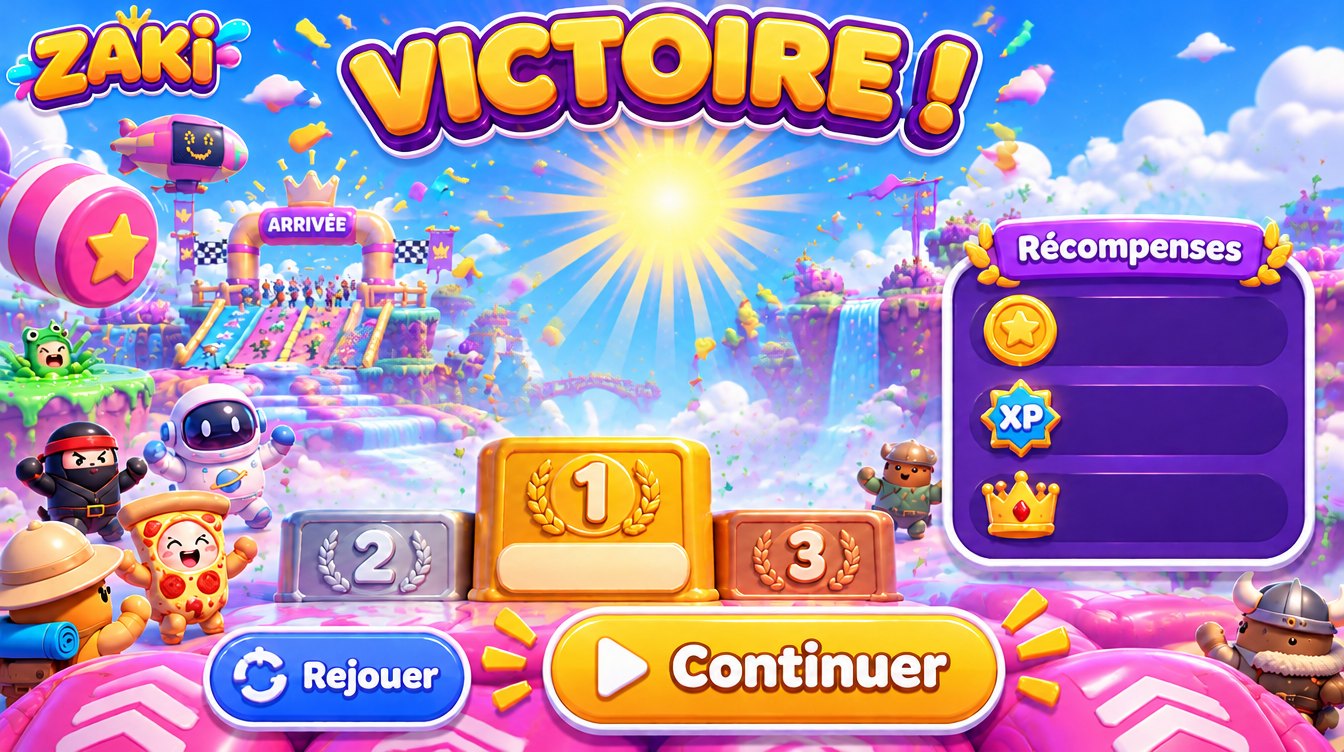 ZAKi
VICTOIRE !
ARRIVÉE
Récompenses
XP
1
2
3
Rejouer
Continuer